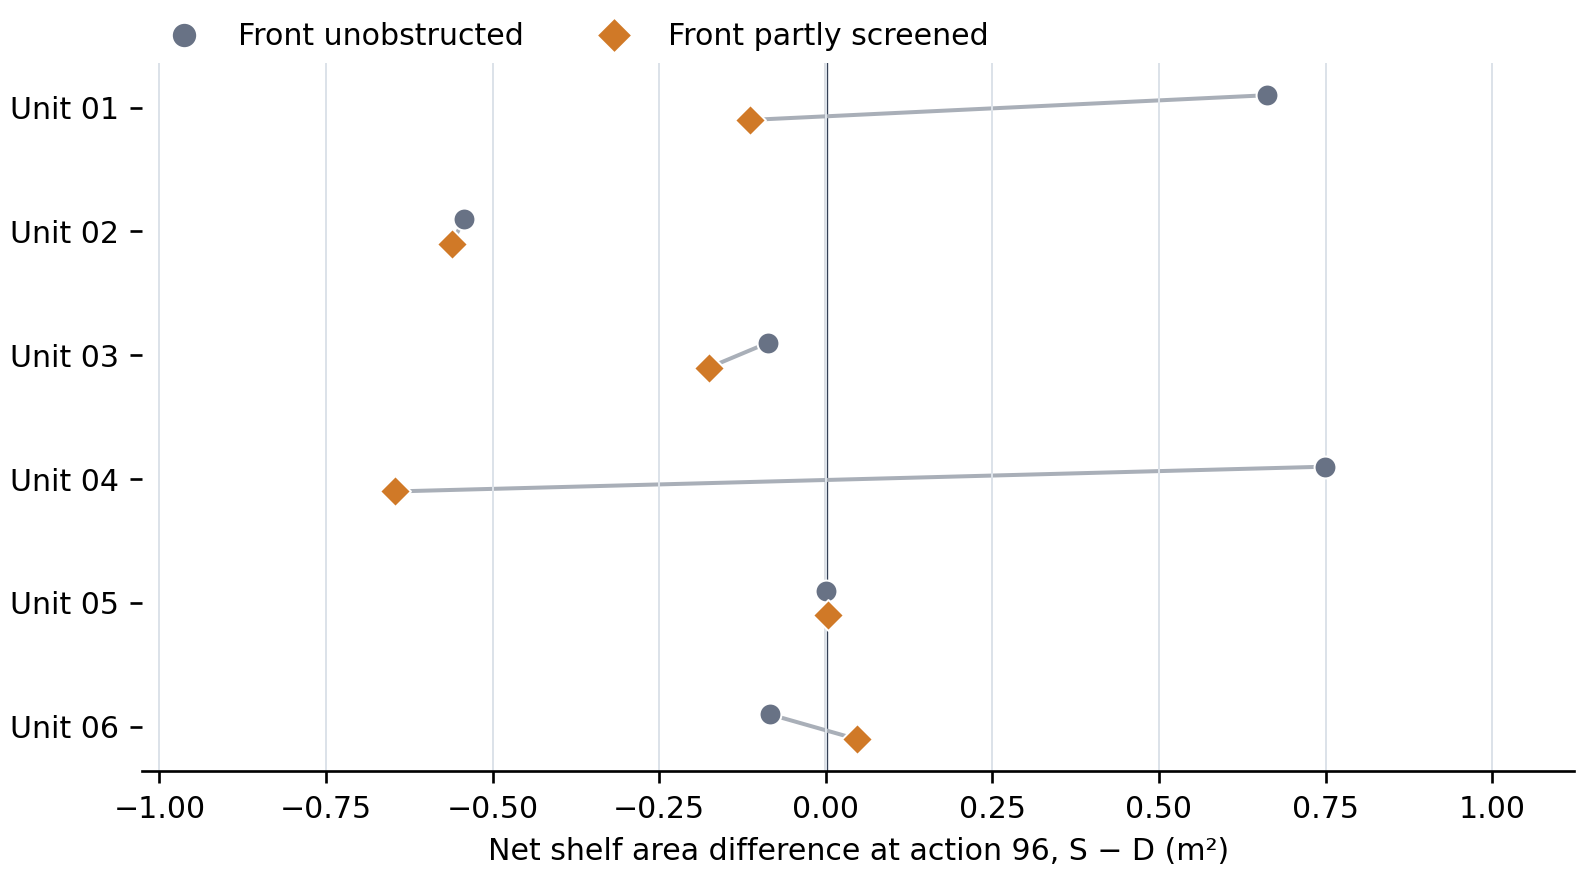 Front unobstructed Front partly screened
Unit 01
Unit 02
Unit 03
Unit 04
Unit 05
Unit 06
−1.00 −0.75 −0.50 −0.25 0.00 0.25 0.50 0.75 1.00
Net shelf area difference at action 96, S − D (m²)